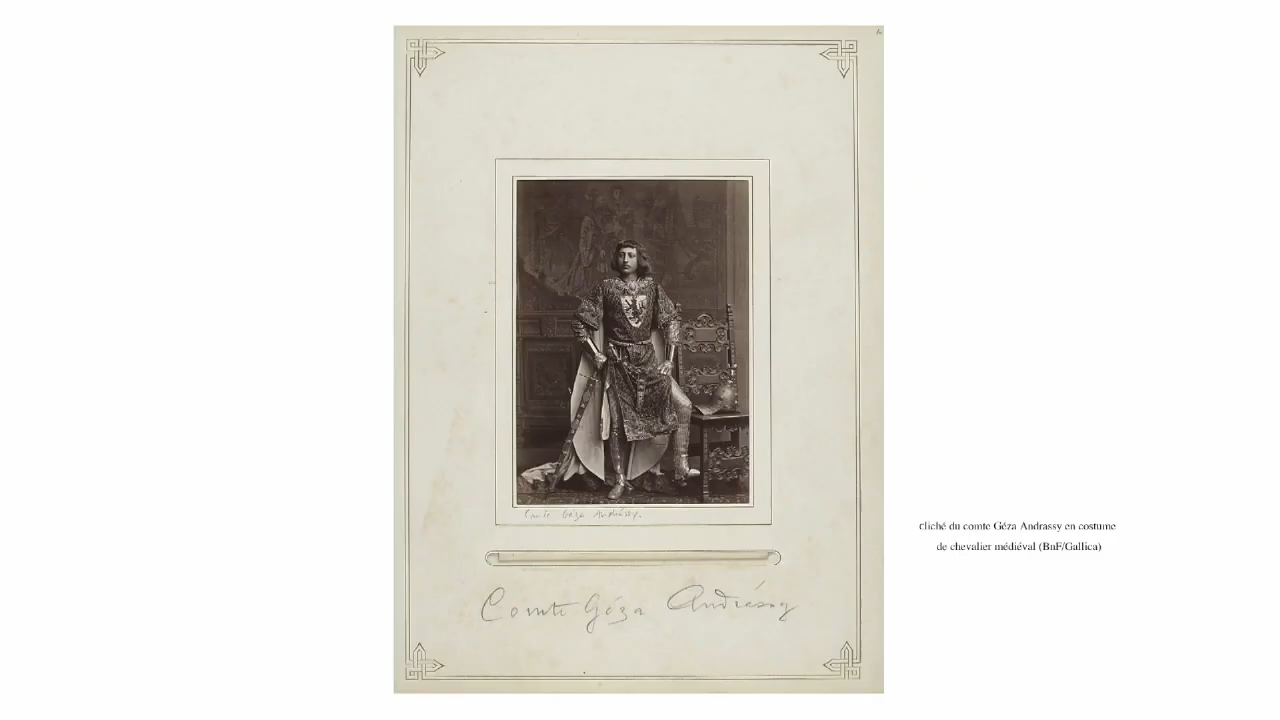 Comte Géza Andrássy.
Comte Géza Andrássy
cliché du comte Géza Andrassy en costume
de chevalier médiéval (BnF/Gallica)